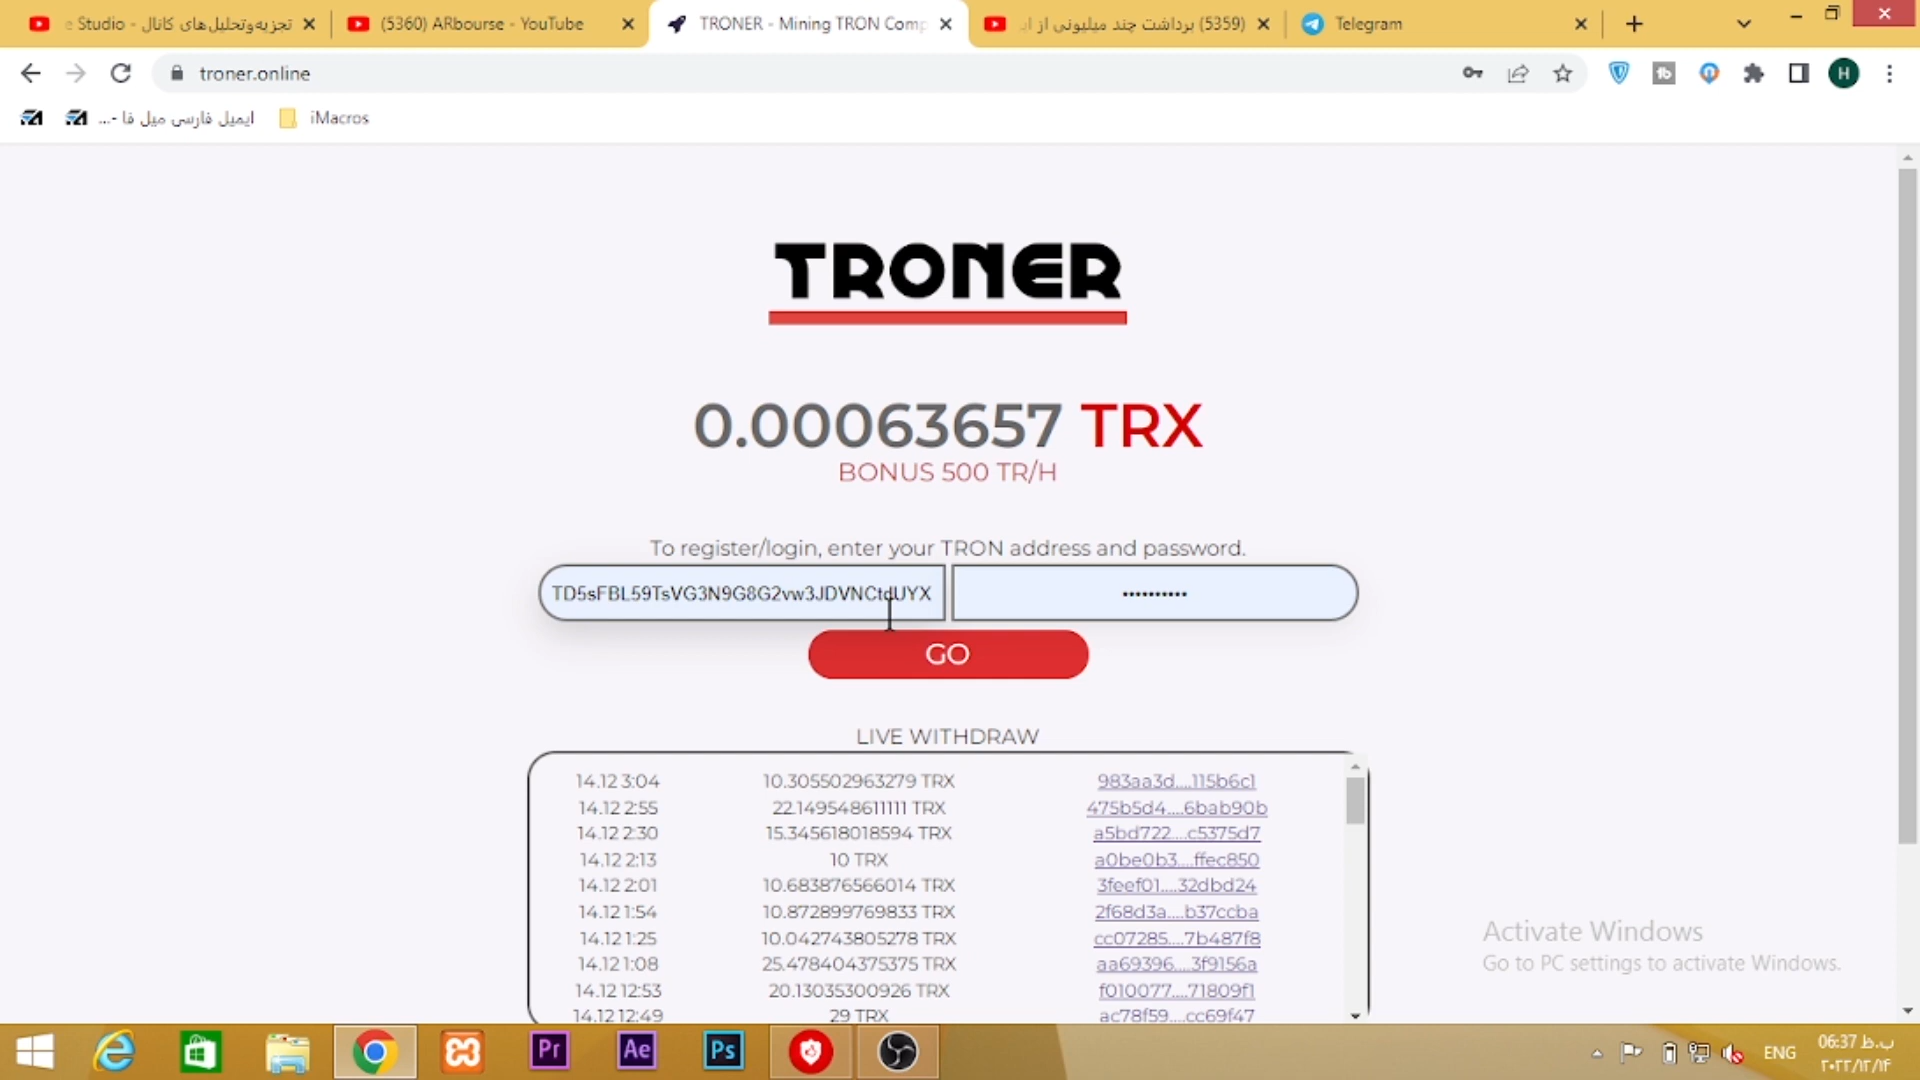 تجزیه‌وتحلیل‌های کانال - Studio
(5360) ARbourse - YouTube
TRONER - Mining TRON Comp
(5359) برداشت چند میلیونی از ا
Telegram
troner.online
H
ایمیل فارسی میل فا -...
iMacros
TRONER
0.00063657 TRX
BONUS 500 TR/H
To register/login, enter your TRON address and password.
TD5sFBL59TsVG3N9G8G2vw3JDVNCtdUYX
••••••••••
GO
LIVE WITHDRAW
14.12 3:04 10.305502963279 TRX 983aa3d....115b6c1
14.12 2:55 22.149548611111 TRX 475b5d4....6bab90b
14.12 2:30 15.345618018594 TRX a5bd722....c5375d7
14.12 2:13 10 TRX a0be0b3....ffec850
14.12 2:01 10.683876566014 TRX 3feef01....32dbd24
14.12 1:54 10.872899769833 TRX 2f68d3a....b37ccba
14.12 1:25 10.042743805278 TRX cc07285....7b487f8
14.12 1:08 25.478404375375 TRX aa69396....3f9156a
14.12 12:53 20.13035300926 TRX f010077....71809f1
14.12 12:49 29 TRX ac78f59....cc69f47
Activate Windows
Go to PC settings to activate Windows.
Pr
Ae
Ps
ENG
06:37 ب.ظ
۲۰۲۲/۱۲/۱۴